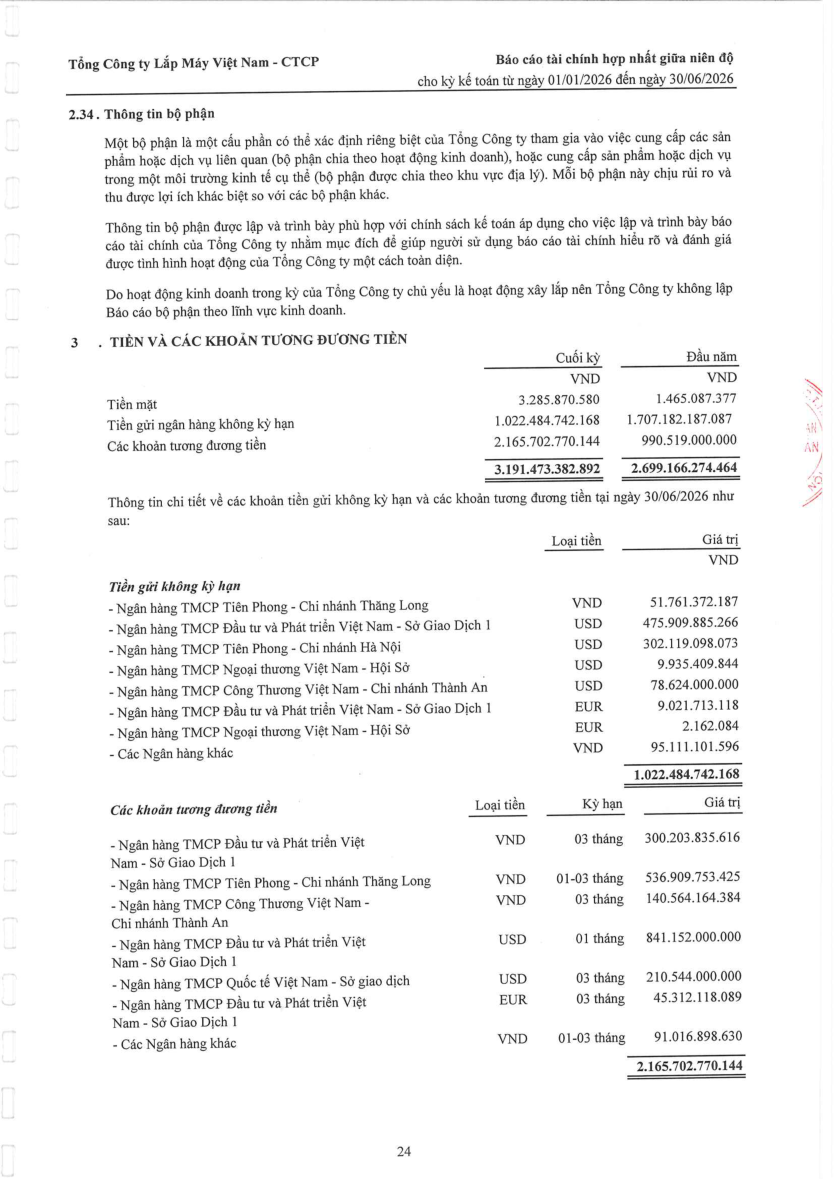 Tổng Công ty Lắp Máy Việt Nam - CTCP
Báo cáo tài chính hợp nhất giữa niên độ
cho kỳ kế toán từ ngày 01/01/2026 đến ngày 30/06/2026
2.34 . Thông tin bộ phận
Một bộ phận là một cấu phần có thể xác định riêng biệt của Tổng Công ty tham gia vào việc cung cấp các sản
phẩm hoặc dịch vụ liên quan (bộ phận chia theo hoạt động kinh doanh), hoặc cung cấp sản phẩm hoặc dịch vụ
trong một môi trường kinh tế cụ thể (bộ phận được chia theo khu vực địa lý). Mỗi bộ phận này chịu rủi ro và
thu được lợi ích khác biệt so với các bộ phận khác.
Thông tin bộ phận được lập và trình bày phù hợp với chính sách kế toán áp dụng cho việc lập và trình bày báo
cáo tài chính của Tổng Công ty nhằm mục đích để giúp người sử dụng báo cáo tài chính hiểu rõ và đánh giá
được tình hình hoạt động của Tổng Công ty một cách toàn diện.
Do hoạt động kinh doanh trong kỳ của Tổng Công ty chủ yếu là hoạt động xây lắp nên Tổng Công ty không lập
Báo cáo bộ phận theo lĩnh vực kinh doanh.
3 . TIỀN VÀ CÁC KHOẢN TƯƠNG ĐƯƠNG TIỀN
Cuối kỳ Đầu năm
VND VND
Tiền mặt 3.285.870.580 1.465.087.377
Tiền gửi ngân hàng không kỳ hạn 1.022.484.742.168 1.707.182.187.087
Các khoản tương đương tiền 2.165.702.770.144 990.519.000.000
3.191.473.382.892 2.699.166.274.464
Thông tin chi tiết về các khoản tiền gửi không kỳ hạn và các khoản tương đương tiền tại ngày 30/06/2026 như
sau:
Loại tiền Giá trị
VND
Tiền gửi không kỳ hạn
- Ngân hàng TMCP Tiên Phong - Chi nhánh Thăng Long VND 51.761.372.187
- Ngân hàng TMCP Đầu tư và Phát triển Việt Nam - Sở Giao Dịch 1 USD 475.909.885.266
- Ngân hàng TMCP Tiên Phong - Chi nhánh Hà Nội USD 302.119.098.073
- Ngân hàng TMCP Ngoại thương Việt Nam - Hội Sở USD 9.935.409.844
- Ngân hàng TMCP Công Thương Việt Nam - Chi nhánh Thành An USD 78.624.000.000
- Ngân hàng TMCP Đầu tư và Phát triển Việt Nam - Sở Giao Dịch 1 EUR 9.021.713.118
- Ngân hàng TMCP Ngoại thương Việt Nam - Hội Sở EUR 2.162.084
- Các Ngân hàng khác VND 95.111.101.596
1.022.484.742.168
Các khoản tương đương tiền Loại tiền Kỳ hạn Giá trị
- Ngân hàng TMCP Đầu tư và Phát triển Việt VND 03 tháng 300.203.835.616
Nam - Sở Giao Dịch 1
- Ngân hàng TMCP Tiên Phong - Chi nhánh Thăng Long VND 01-03 tháng 536.909.753.425
- Ngân hàng TMCP Công Thương Việt Nam - VND 03 tháng 140.564.164.384
Chi nhánh Thành An
- Ngân hàng TMCP Đầu tư và Phát triển Việt USD 01 tháng 841.152.000.000
Nam - Sở Giao Dịch 1
- Ngân hàng TMCP Quốc tế Việt Nam - Sở giao dịch USD 03 tháng 210.544.000.000
- Ngân hàng TMCP Đầu tư và Phát triển Việt EUR 03 tháng 45.312.118.089
Nam - Sở Giao Dịch 1
- Các Ngân hàng khác VND 01-03 tháng 91.016.898.630
2.165.702.770.144
24